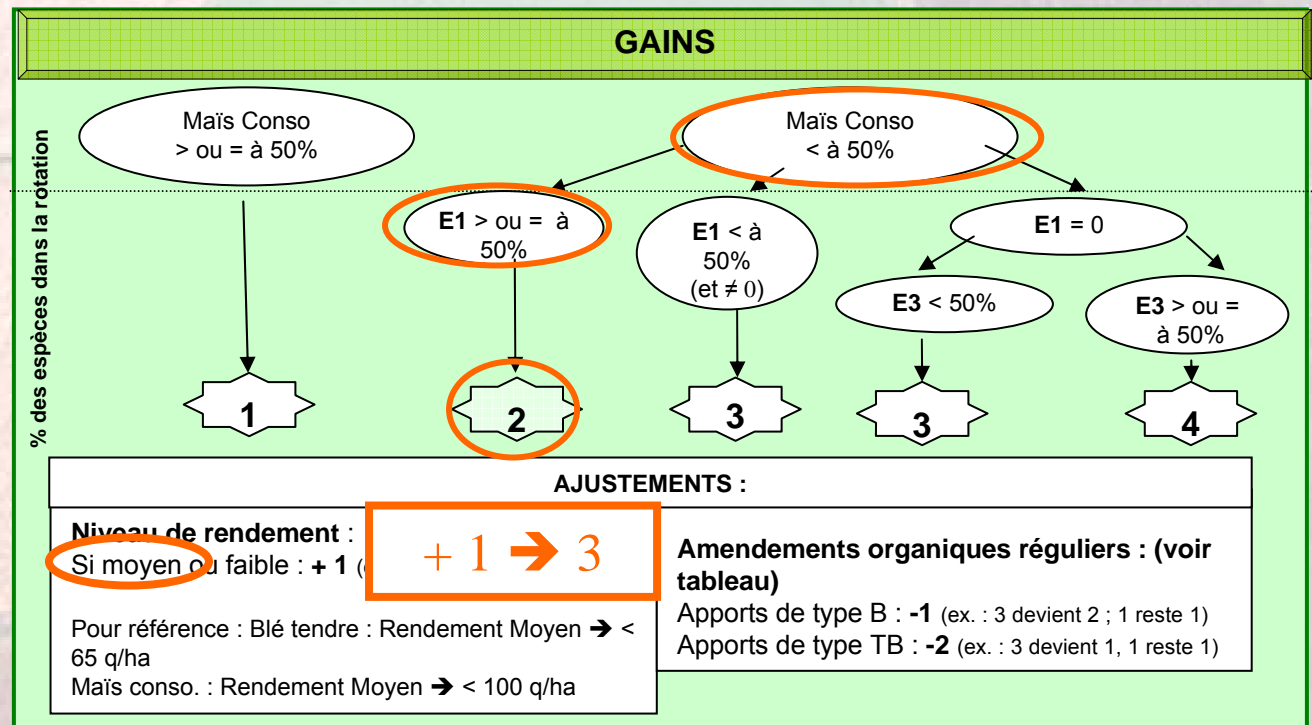 GAINS
% des espèces dans la rotation
Maïs Conso
> ou = à 50%
Maïs Conso
< à 50%
E1 > ou = à
50%
E1 < à
50%
(et ≠ 0)
E1 = 0
E3 < 50%
E3 > ou =
à 50%
1
2
3
3
4
AJUSTEMENTS :
Niveau de rendement :
Si moyen ou faible : + 1 (
+ 1 ➔ 3
Pour référence : Blé tendre : Rendement Moyen ➔ <
65 q/ha
Maïs conso. : Rendement Moyen ➔ < 100 q/ha
Amendements organiques réguliers : (voir
tableau)
Apports de type B : -1 (ex. : 3 devient 2 ; 1 reste 1)
Apports de type TB : -2 (ex. : 3 devient 1, 1 reste 1)